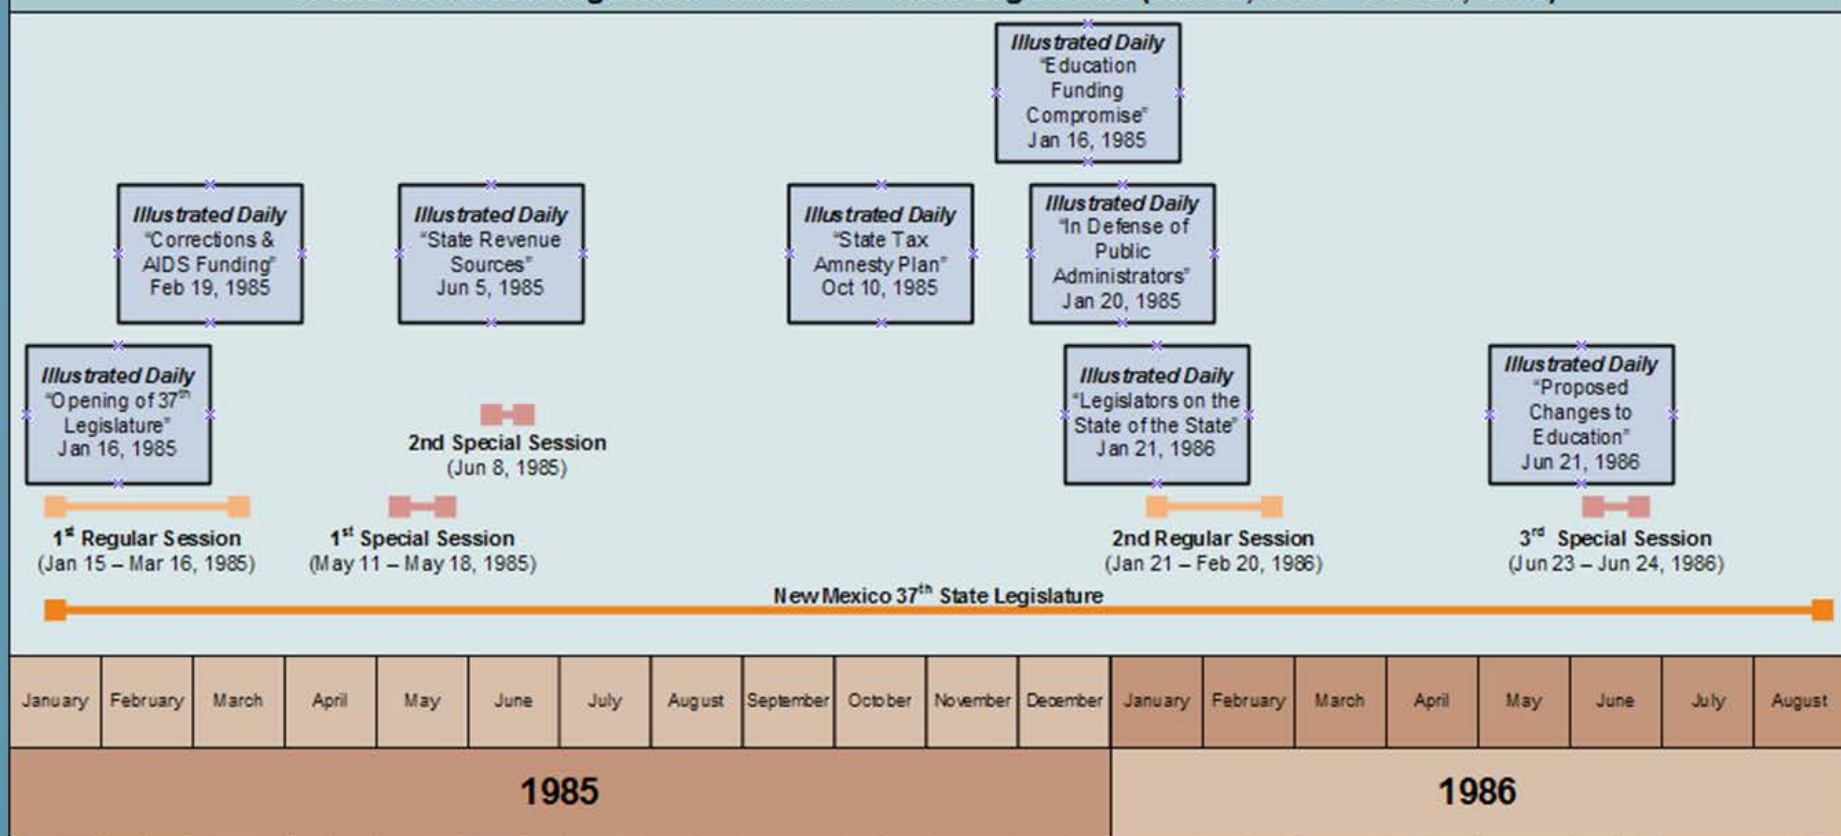 Illustrated Daily
"Education
Funding
Compromise"
Jan 16, 1985
Illustrated Daily
"Corrections &
AIDS Funding"
Feb 19, 1985
Illustrated Daily
"State Revenue
Sources"
Jun 5, 1985
Illustrated Daily
"State Tax
Amnesty Plan"
Oct 10, 1985
Illustrated Daily
"In Defense of
Public
Administrators"
Jan 20, 1985
Illustrated Daily
"Opening of 37th
Legislature"
Jan 16, 1985
2nd Special Session
(Jun 8, 1985)
Illustrated Daily
"Legislators on the
State of the State"
Jan 21, 1986
Illustrated Daily
"Proposed
Changes to
Education"
Jun 21, 1986
1st Regular Session
(Jan 15 – Mar 16, 1985)
1st Special Session
(May 11 – May 18, 1985)
2nd Regular Session
(Jan 21 – Feb 20, 1986)
3rd Special Session
(Jun 23 – Jun 24, 1986)
New Mexico 37th State Legislature
January February March April May June July August September October November December January February March April May June July August
1985 1986